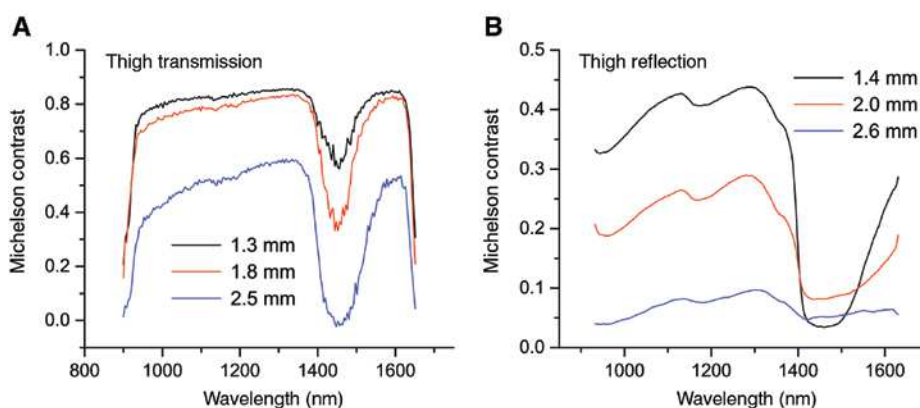 A
Thigh transmission
Michelson contrast
1.0
0.8
0.6
0.4
0.2
0.0
1.3 mm
1.8 mm
2.5 mm
800
1000
1200
1400
1600
Wavelength (nm)
B
Thigh reflection
Michelson contrast
0.5
0.4
0.3
0.2
0.1
0.0
1.4 mm
2.0 mm
2.6 mm
1000
1200
1400
1600
Wavelength (nm)